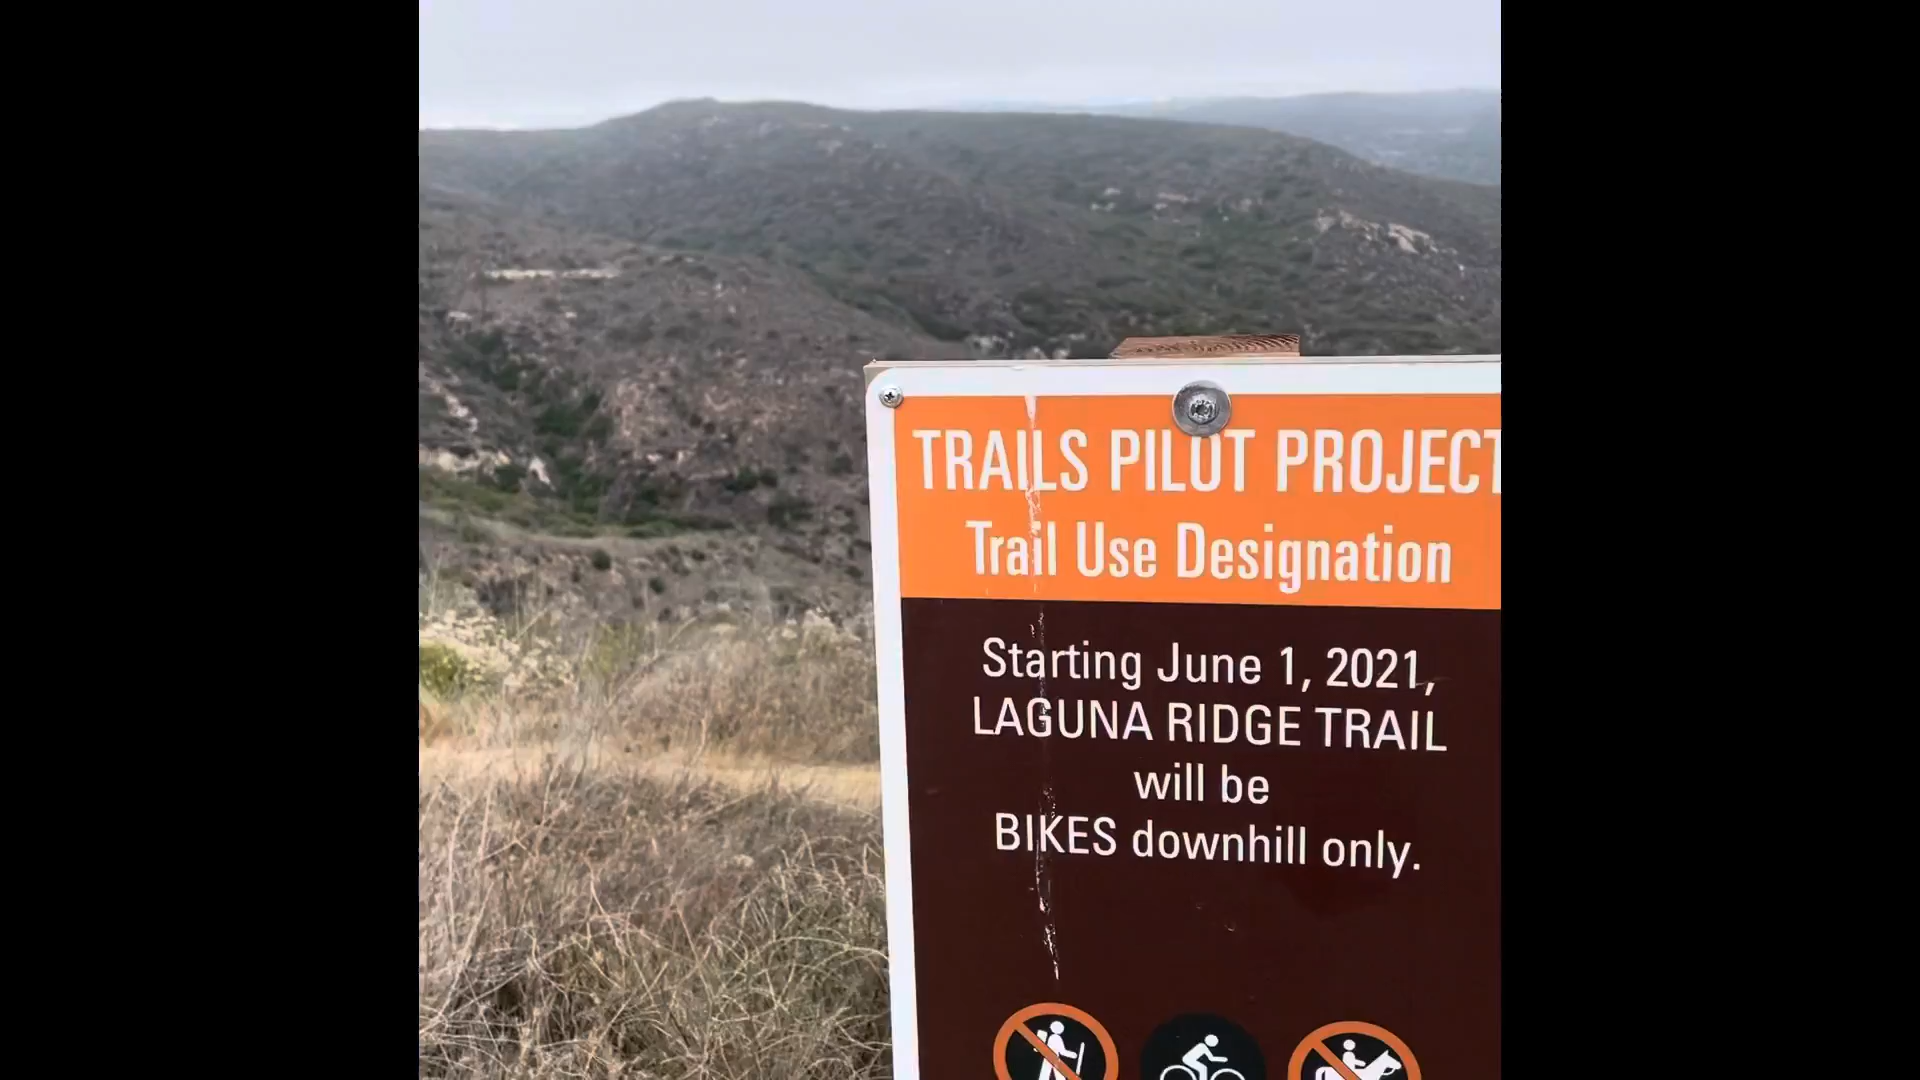 TRAILS PILOT PROJECT
Trail Use Designation
Starting June 1, 2021,
LAGUNA RIDGE TRAIL
will be
BIKES downhill only.